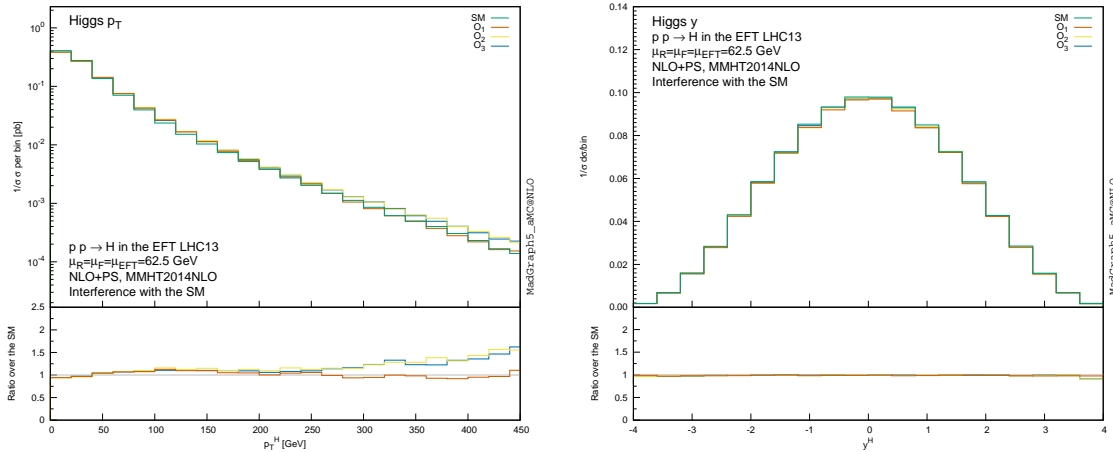 Higgs p_T
SM
O_1
O_2
O_3
10^0
10^-1
10^-2
10^-3
10^-4
1/σ σ per bin [pb]
p p → H in the EFT LHC13
μ_R=μ_F=μ_EFT=62.5 GeV
NLO+PS, MMHT2014NLO
Interference with the SM
MadGraph5_aMC@NLO
2.5
2
1.5
1
0.5
0
Ratio over the SM
0 50 100 150 200 250 300 350 400 450
p_T^H [GeV]
Higgs y
SM
O_1
O_2
O_3
p p → H in the EFT LHC13
μ_R=μ_F=μ_EFT=62.5 GeV
NLO+PS, MMHT2014NLO
Interference with the SM
0.14
0.12
0.10
0.08
0.06
0.04
0.02
0.00
1/σ dσ/bin
MadGraph5_aMC@NLO
2
1.5
1
0.5
0
Ratio over the SM
-4 -3 -2 -1 0 1 2 3 4
y^H